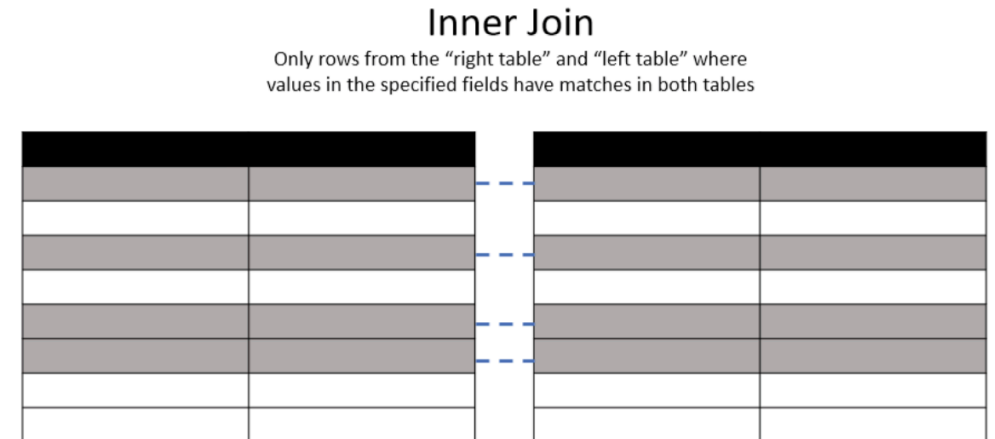 Inner Join
Only rows from the “right table” and “left table” where
values in the specified fields have matches in both tables